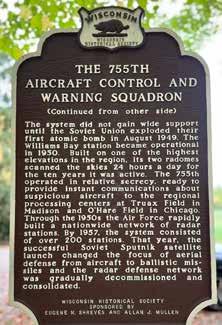 WISCONSIN
WISCONSIN
HISTORICAL SOCIETY
THE 755TH
AIRCRAFT CONTROL AND
WARNING SQUADRON
(Continued from other side)
The system did not gain wide support
until the Soviet Union exploded their
first atomic bomb in August 1949. The
Williams Bay station became operational
in 1950. Built on one of the highest
elevations in the region, its two radomes
scanned the skies 24 hours a day for
the ten years it was active. The 755th
operated in relative secrecy, ready to
provide instant communications about
suspicious aircraft to the regional
processing centers at Truax Field in
Madison and O'Hare Field in Chicago.
Through the 1950s the Air Force rapidly
built a nationwide network of radar
stations. By 1957, the system consisted
of over 200 stations. That year, the
successful Soviet Sputnik satellite
launch changed the focus of aerial
defense from aircraft to ballistic mis-
siles and the radar defense network
was gradually decommissioned and
consolidated.
WISCONSIN HISTORICAL SOCIETY
SPONSORED BY
EUGENE N. SHREVES AND ALLAN J. MULLEN